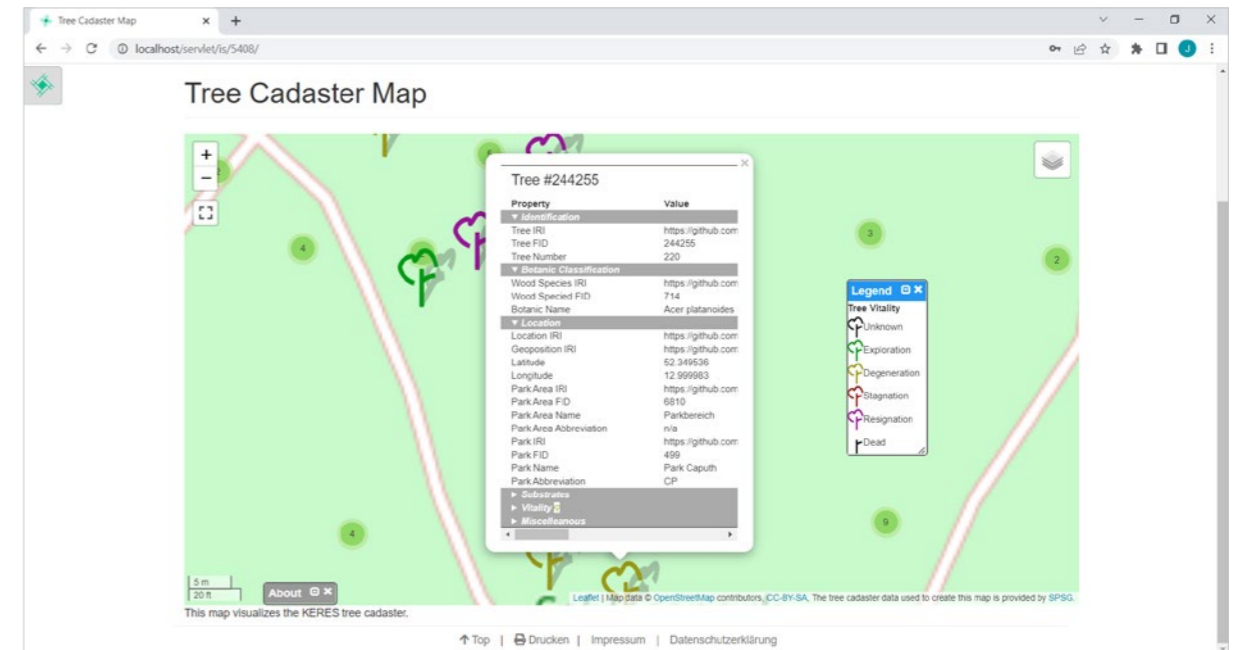 Tree Cadaster Map
localhost/servlet/is/5408/
J
Tree Cadaster Map
+
−
4
3
2
4
9
Tree #244255
Property Value
▼ Identification
Tree IRI https://github.com
Tree FID 244255
Tree Number 220
▼ Botanic Classification
Wood Species IRI https://github.com
Wood Specied FID 714
Botanic Name Acer platanoides
▼ Location
Location IRI https://github.com
Geoposition IRI https://github.com
Latitude 52.349536
Longitude 12.999983
Park Area IRI https://github.com
Park Area FID 6810
Park Area Name Parkbereich
Park Area Abbreviation n/a
Park IRI https://github.com
Park FID 499
Park Name Park Caputh
Park Abbreviation CP
► Substrates
► Vitality
► Miscelleanous
Legend
Tree Vitality
Unknown
Exploration
Degeneration
Stagnation
Resignation
Dead
5 m
20 ft
About
Leaflet | Map data © OpenStreetMap contributors, CC-BY-SA, The tree cadaster data used to create this map is provided by SPSG.
This map visualizes the KERES tree cadaster.
Top | Drucken | Impressum | Datenschutzerklärung